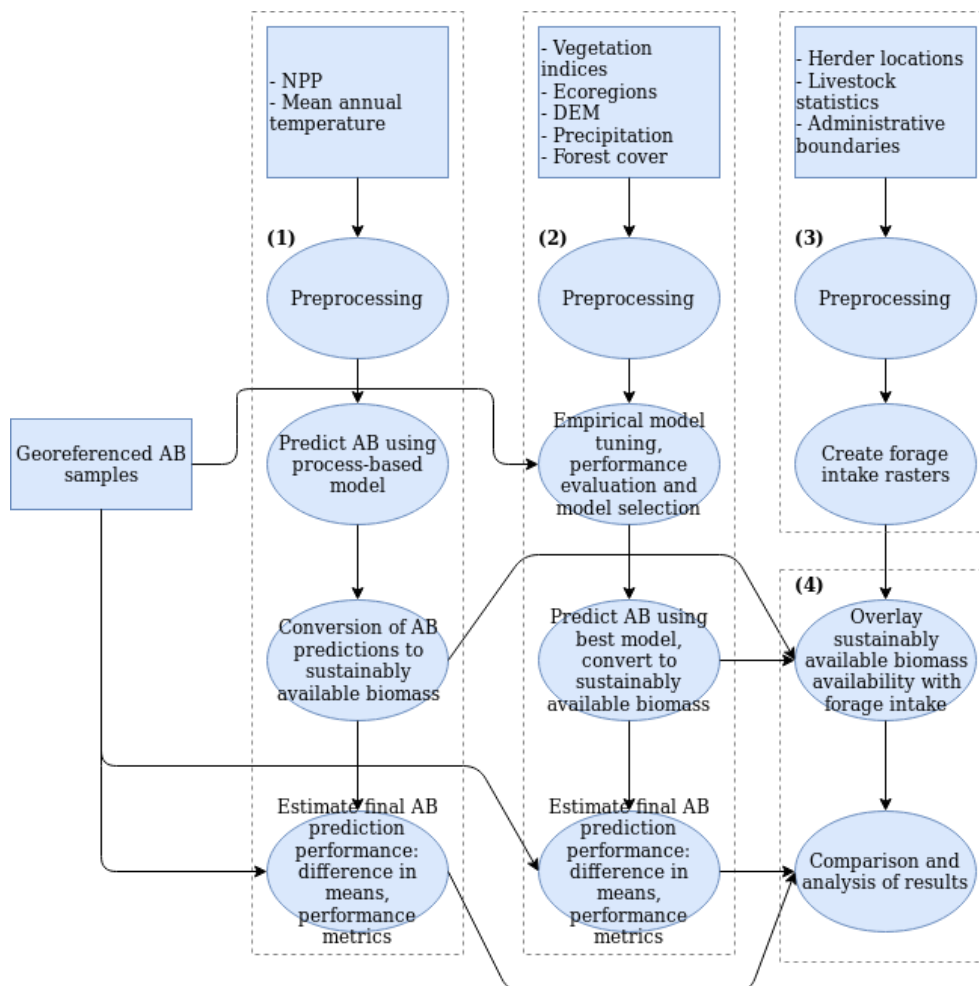 - NPP
- Mean annual
temperature
- Vegetation
indices
- Ecoregions
- DEM
- Precipitation
- Forest cover
- Herder locations
- Livestock
statistics
- Administrative
boundaries
(1)
Preprocessing
(2)
Preprocessing
(3)
Preprocessing
Georeferenced AB
samples
Predict AB using
process-based
model
Empirical model
tuning,
performance
evaluation and
model selection
Create forage
intake rasters
Conversion of AB
predictions to
sustainably
available biomass
Predict AB using
best model,
convert to
sustainably
available biomass
(4)
Overlay
sustainably
available biomass
availability with
forage intake
Estimate final AB
prediction
performance:
difference in
means,
performance
metrics
Estimate final AB
prediction
performance:
difference in
means,
performance
metrics
Comparison and
analysis of results